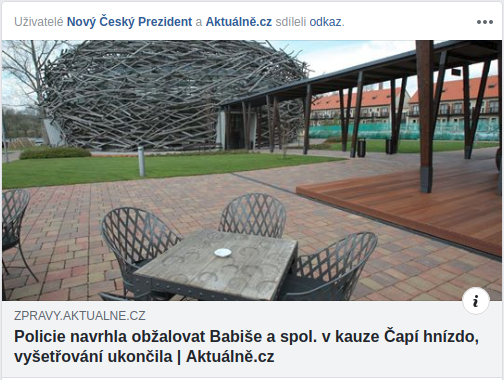 Uživatelé Nový Český Prezident a Aktuálně.cz sdíleli odkaz.
ZPRAVY.AKTUALNE.CZ
Policie navrhla obžalovat Babiše a spol. v kauze Čapí hnízdo,
vyšetřování ukončila | Aktuálně.cz